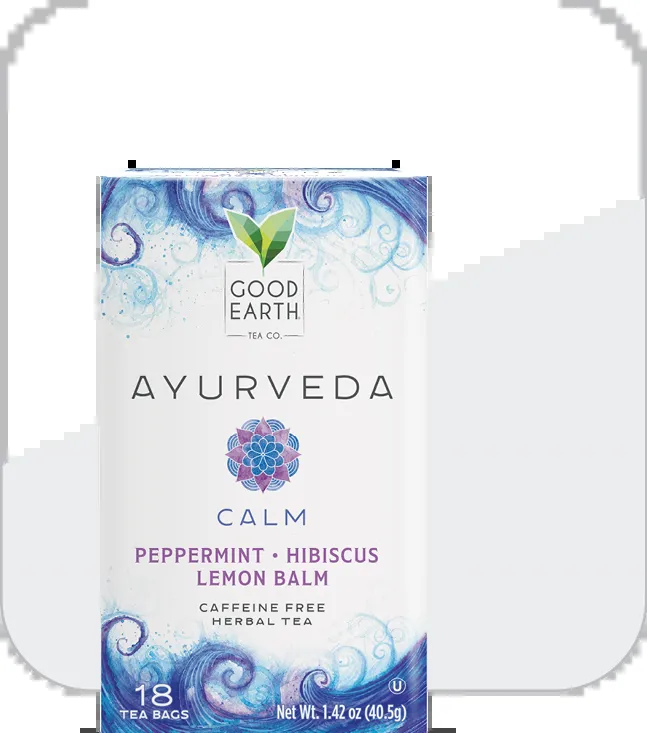 GOOD
EARTH
TEA CO.
AYURVEDA
CALM
PEPPERMINT • HIBISCUS
LEMON BALM
CAFFEINE FREE
HERBAL TEA
U
18
TEA BAGS
Net Wt. 1.42 oz (40.5g)